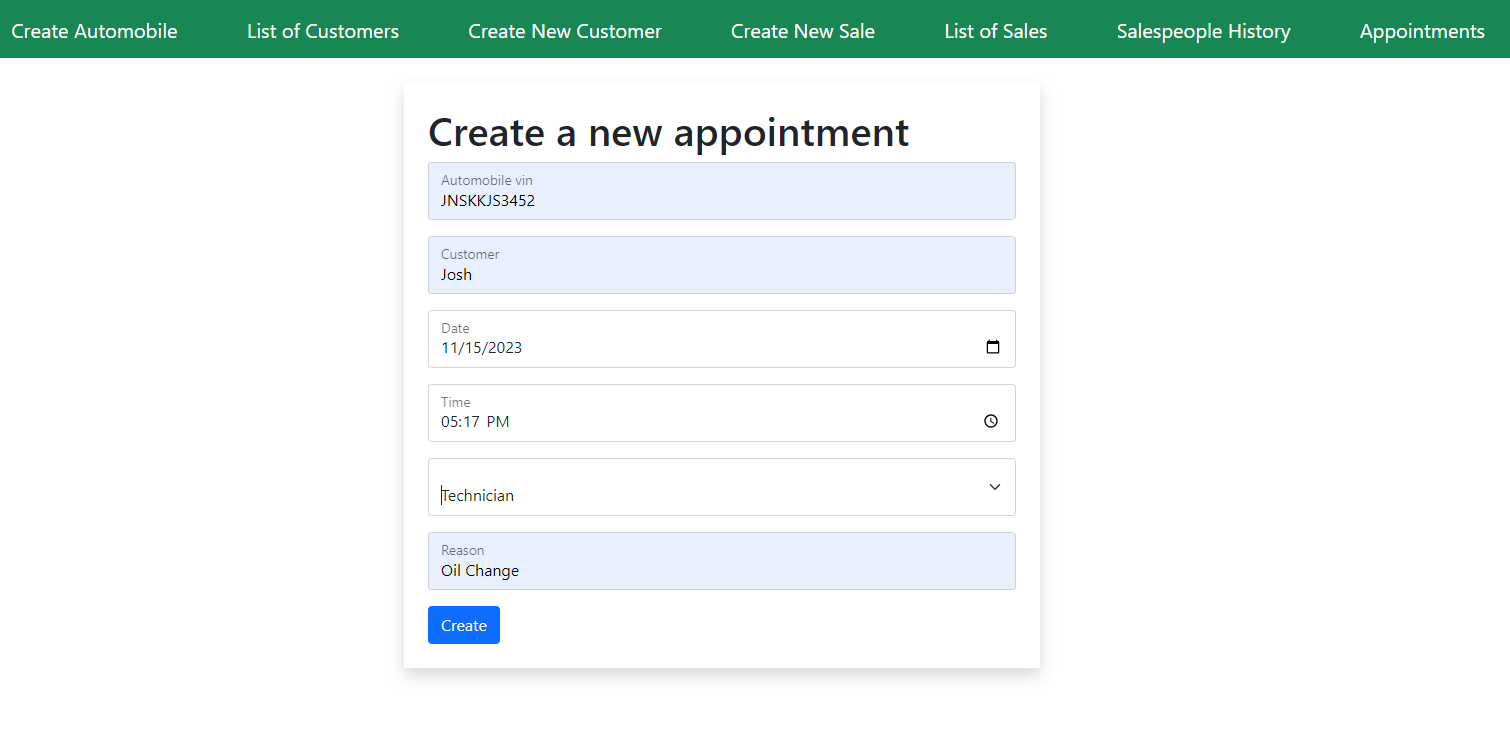 Create Automobile List of Customers Create New Customer Create New Sale List of Sales Salespeople History Appointments
Create a new appointment
Automobile vin
JNSKKJS3452
Customer
Josh
Date
11/15/2023
Time
05:17 PM
Technician
Reason
Oil Change
Create